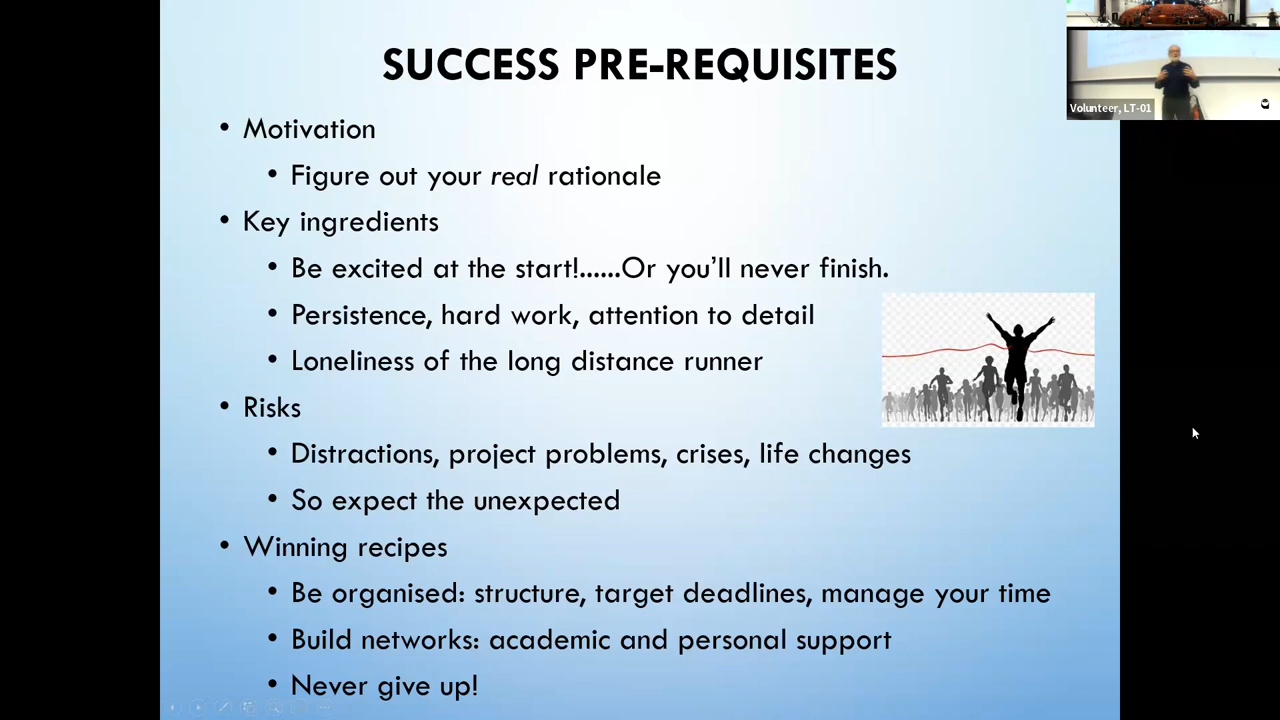 SUCCESS PRE-REQUISITES
• Motivation
• Figure out your real rationale
• Key ingredients
• Be excited at the start!......Or you’ll never finish.
• Persistence, hard work, attention to detail
• Loneliness of the long distance runner
• Risks
• Distractions, project problems, crises, life changes
• So expect the unexpected
• Winning recipes
• Be organised: structure, target deadlines, manage your time
• Build networks: academic and personal support
• Never give up!
Volunteer, LT-01